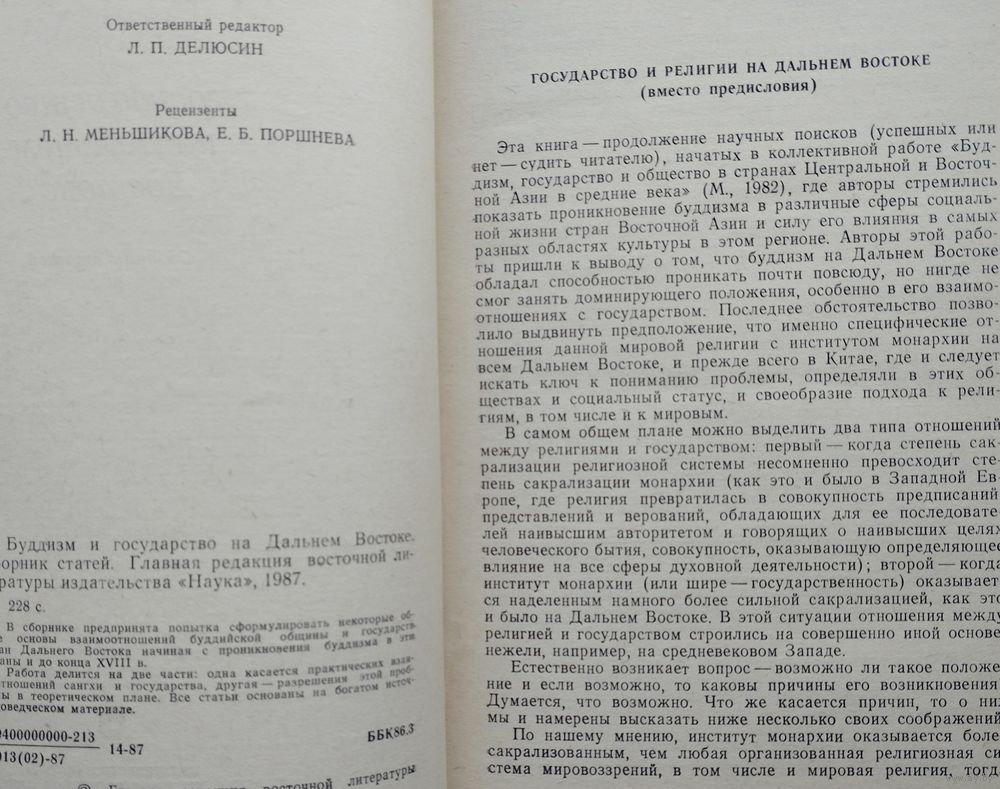 Ответственный редактор
Л. П. ДЕЛЮСИН
Рецензенты
Л. Н. МЕНЬШИКОВА, Е. Б. ПОРШНЕВА
Буддизм и государство на Дальнем Востоке.
орник статей. Главная редакция восточной ли-
ратуры издательства «Наука», 1987.
228 с.
В сборнике предпринята попытка сформулировать некоторые об-
е основы взаимоотношений буддийской общины и государств
ан Дальнего Востока начиная с проникновения буддизма в эти
аны и до конца XVIII в.
Работа делится на две части: одна касается практических взаи-
отношений сангхи и государства, другая — разрешения этой проб-
ы в теоретическом плане. Все статьи основаны на богатом источ-
оведческом материале.
0400000000-213
013(02)-87
14-87
ББК86.3
восточной литературы
ГОСУДАРСТВО И РЕЛИГИИ НА ДАЛЬНЕМ ВОСТОКЕ
(вместо предисловия)
Эта книга — продолжение научных поисков (успешных или
нет — судить читателю), начатых в коллективной работе «Буд-
дизм, государство и общество в странах Центральной и Восточ-
ной Азии в средние века» (М., 1982), где авторы стремились
показать проникновение буддизма в различные сферы социаль-
ной жизни стран Восточной Азии и силу его влияния в самых
разных областях культуры в этом регионе. Авторы этой рабо-
ты пришли к выводу о том, что буддизм на Дальнем Востоке
обладал способностью проникать почти повсюду, но нигде не
смог занять доминирующего положения, особенно в его взаимо-
отношениях с государством. Последнее обстоятельство позво-
лило выдвинуть предположение, что именно специфические от-
ношения данной мировой религии с институтом монархии на
всем Дальнем Востоке, и прежде всего в Китае, где и следует
искать ключ к пониманию проблемы, определяли в этих об-
ществах и социальный статус, и своеобразие подхода к рели-
гиям, в том числе и к мировым.
В самом общем плане можно выделить два типа отношений
между религиями и государством: первый — когда степень сак-
рализации религиозной системы несомненно превосходит сте-
пень сакрализации монархии (как это и было в Западной Ев-
ропе, где религия превратилась в совокупность предписаний
представлений и верований, обладающих для ее последовате-
лей наивысшим авторитетом и говорящих о наивысших целях
человеческого бытия, совокупность, оказывающую определяющее
влияние на все сферы духовной деятельности); второй — когда
институт монархии (или шире — государственность) оказывает-
ся наделенным намного более сильной сакрализацией, как это
и было на Дальнем Востоке. В этой ситуации отношения между
религией и государством строились на совершенно иной основе
нежели, например, на средневековом Западе.
Естественно возникает вопрос — возможно ли такое положе-
ние и если возможно, то каковы причины его возникновения
Думается, что возможно. Что же касается причин, то о них
мы и намерены высказать ниже несколько своих соображений
По нашему мнению, институт монархии оказывается более
сакрализованным, чем любая организованная религиозная си-
стема мировоззрений, в том числе и мировая религия, тогда